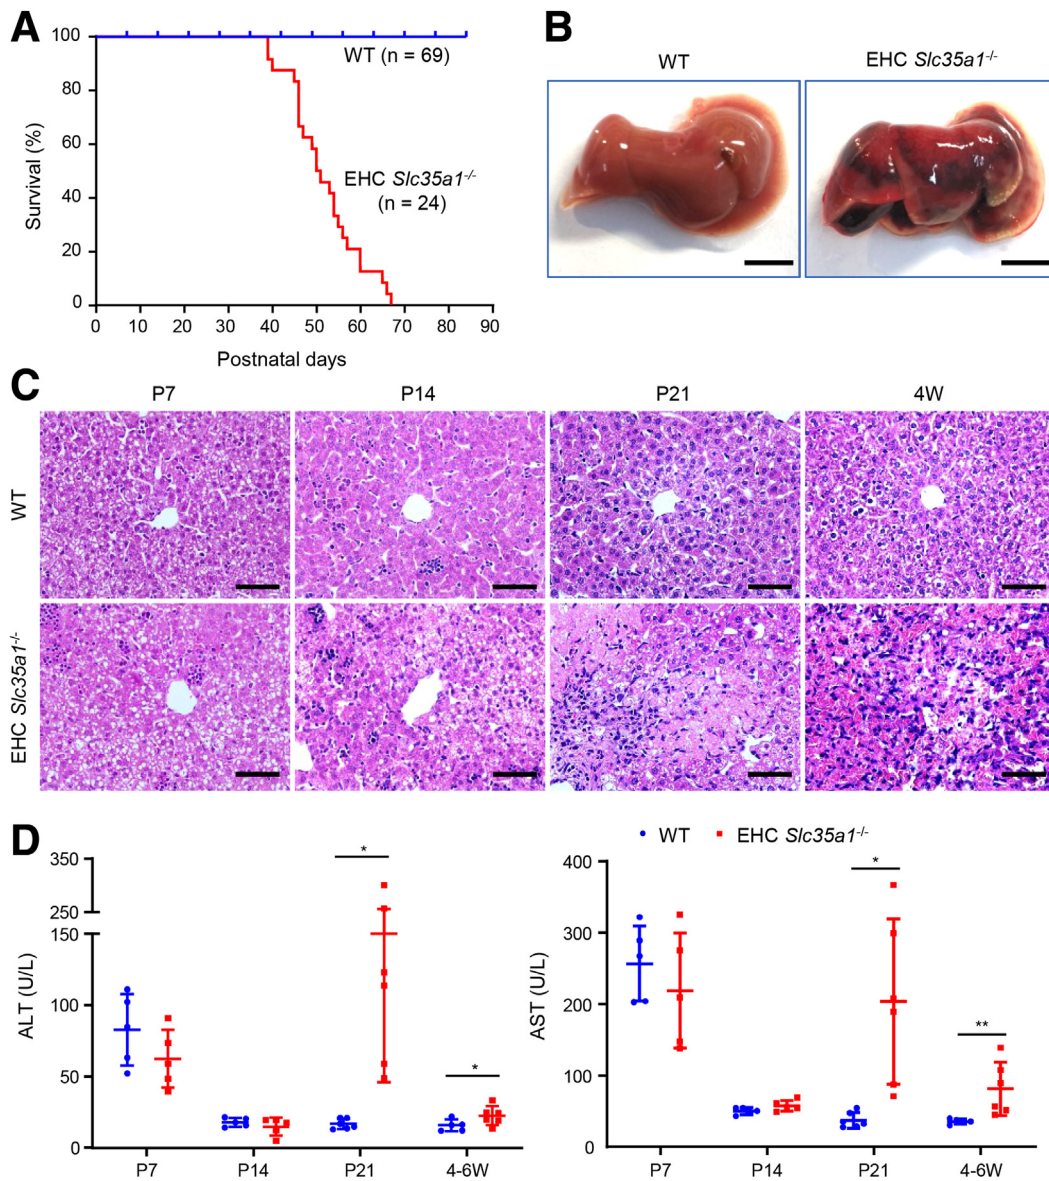 A
100
80
60
40
20
0
Survival (%)
WT (n = 69)
EHC Slc35a1-/-
(n = 24)
0 10 20 30 40 50 60 70 80 90
Postnatal days
B
WT
EHC Slc35a1-/-
C
P7 P14 P21 4W
WT
EHC Slc35a1-/-
D
WT EHC Slc35a1-/-
350
250
150
100
50
0
ALT (U/L)
*
*
P7 P14 P21 4-6W
400
300
200
100
0
AST (U/L)
*
**
P7 P14 P21 4-6W